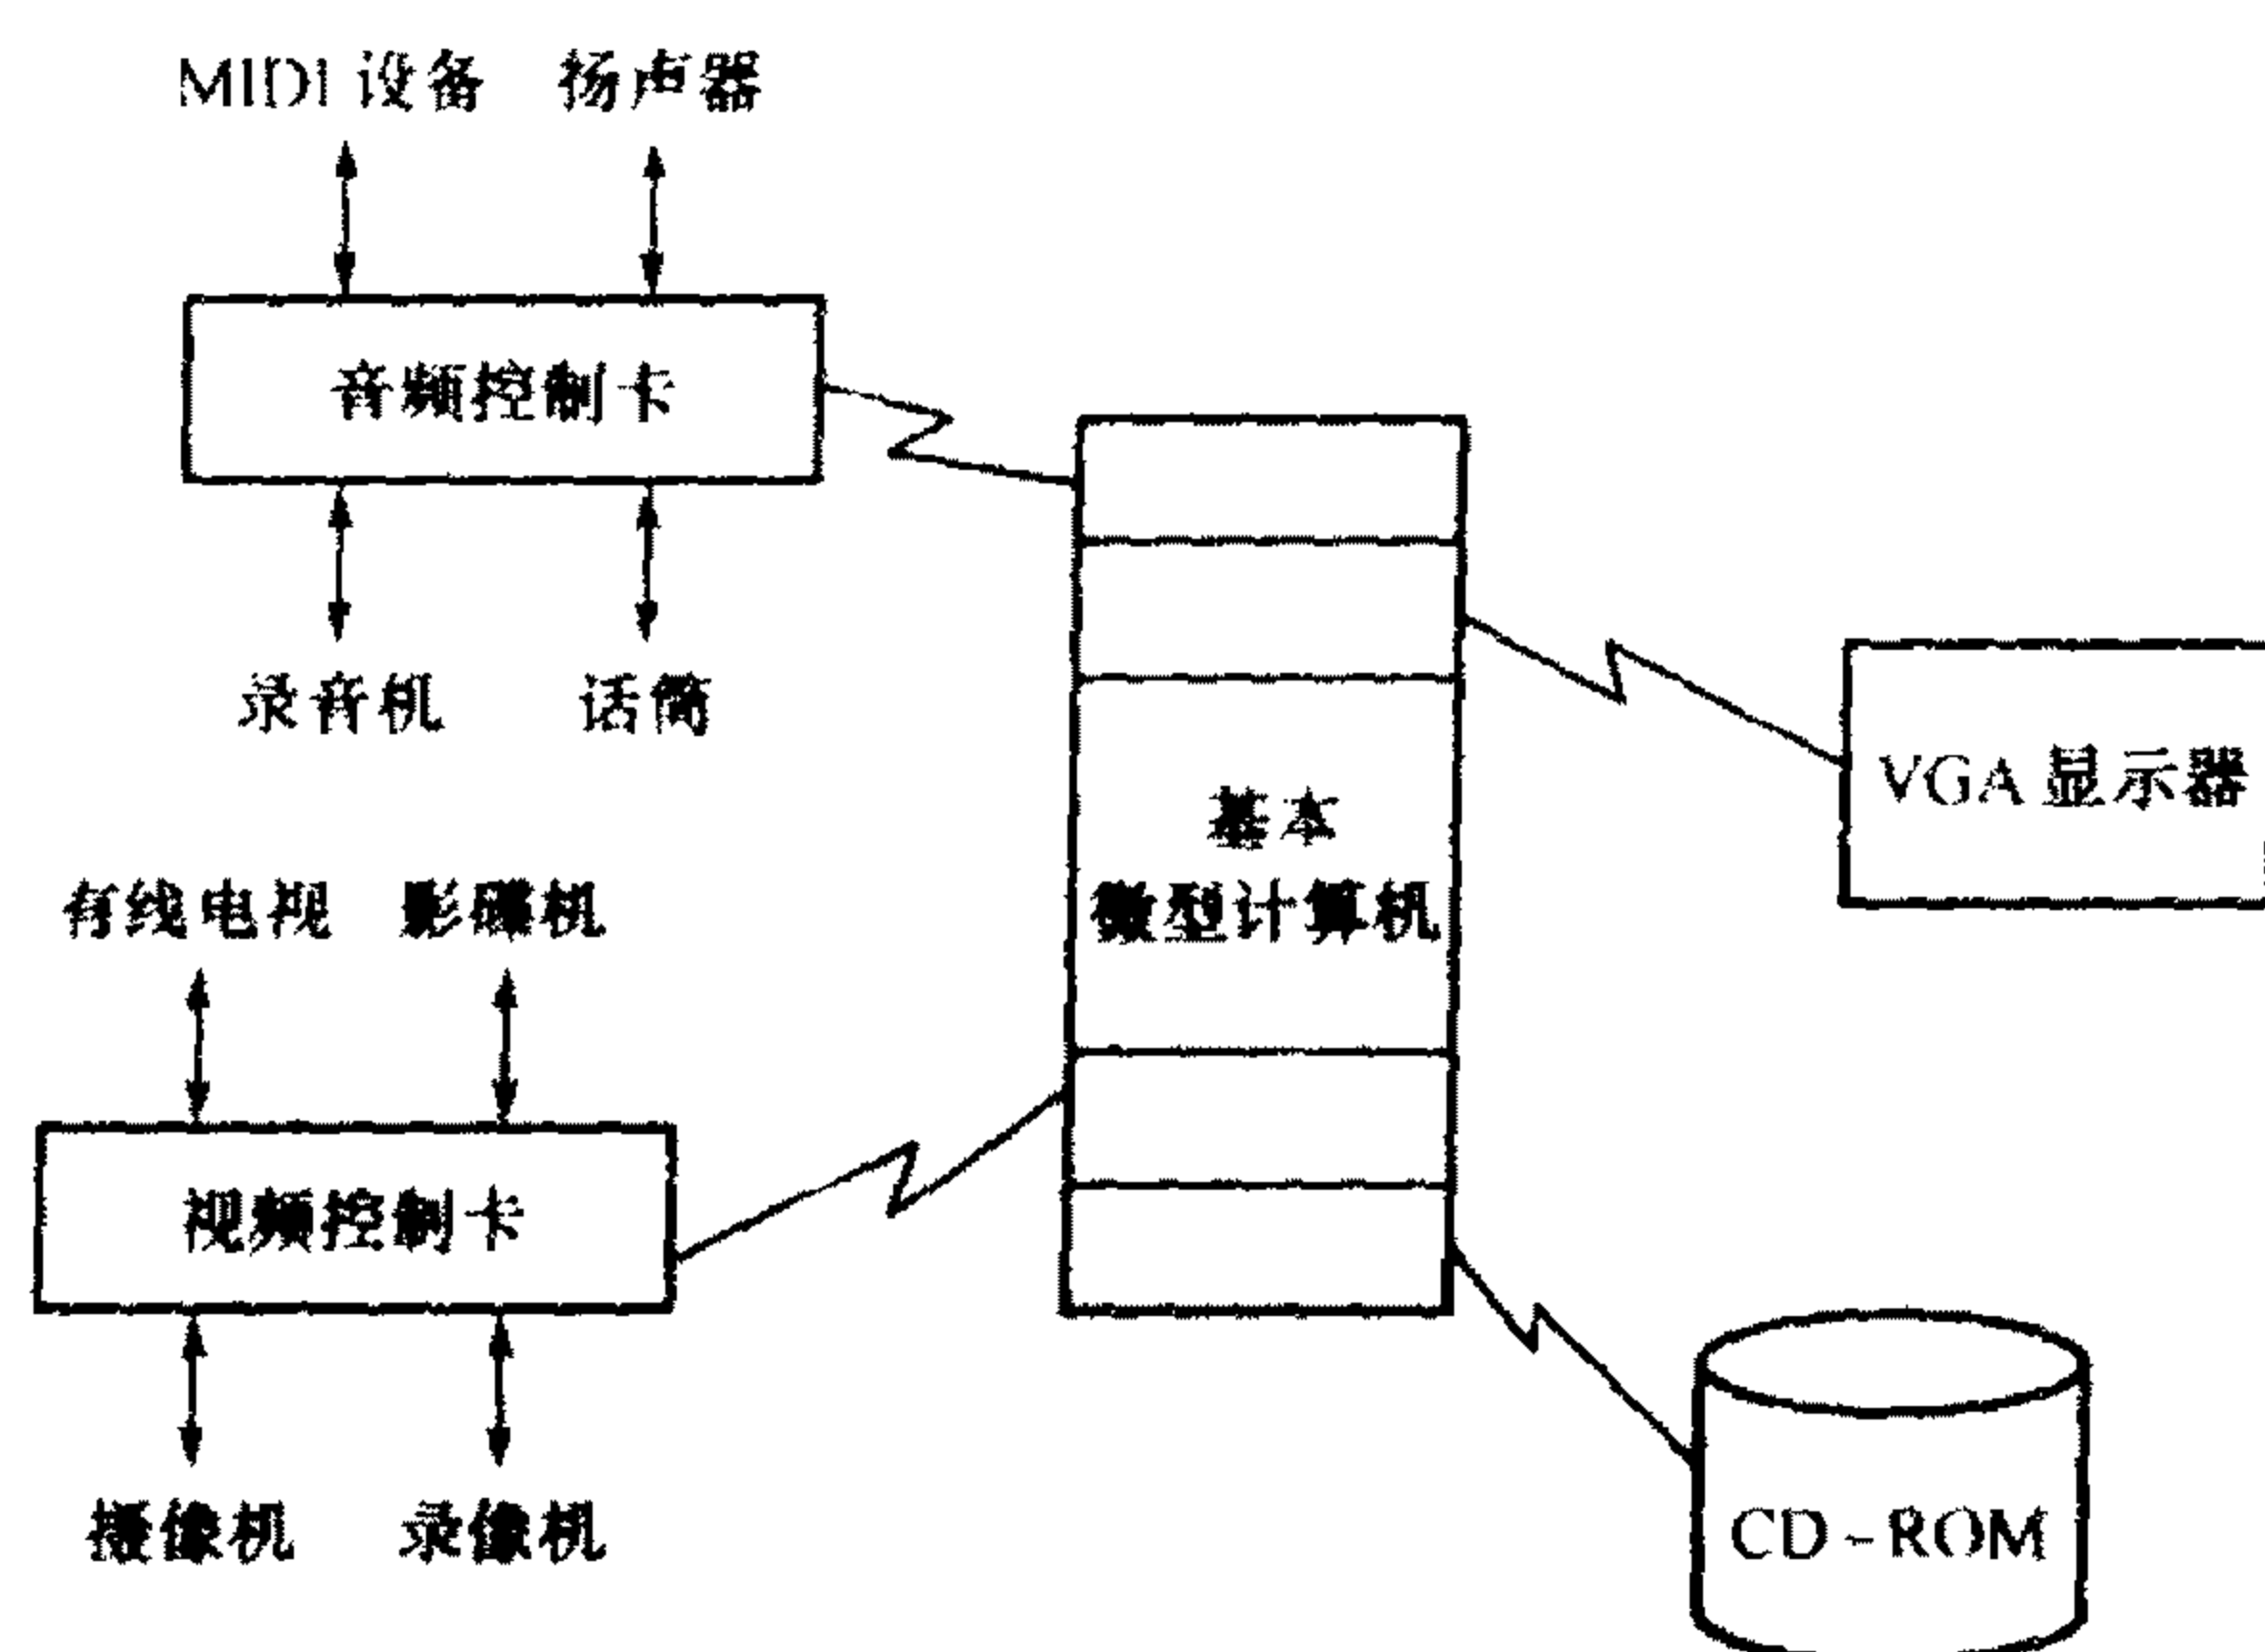 MIDI 设备 扬声器
音频控制卡
录音机 话筒
基本
微型计算机
VGA 显示器
有线电视 影碟机
视频控制卡
摄像机 录像机
CD-ROM